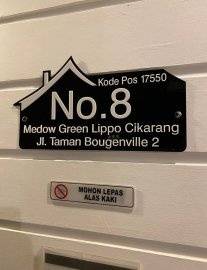 Kode Pos 17550
No.8
Medow Green Lippo Cikarang
Jl. Taman Bougenville 2
MOHON LEPAS
ALAS KAKI